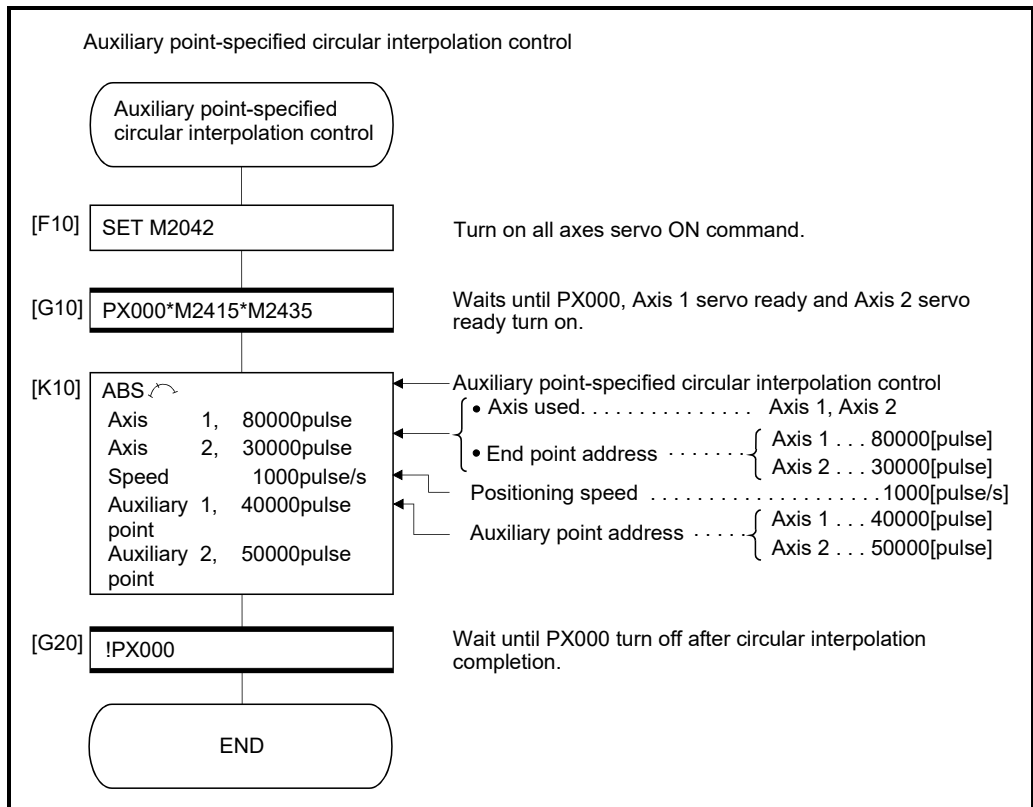 Auxiliary point-specified circular interpolation control
Auxiliary point-specified
circular interpolation control
[F10] SET M2042 Turn on all axes servo ON command.
[G10] PX000*M2415*M2435 Waits until PX000, Axis 1 servo ready and Axis 2 servo
ready turn on.
[K10] ABS
Axis 1, 80000pulse
Axis 2, 30000pulse
Speed 1000pulse/s
Auxiliary 1, 40000pulse
point
Auxiliary 2, 50000pulse
point
Auxiliary point-specified circular interpolation control
• Axis used. . . . . . . . . . . . . . . Axis 1, Axis 2
• End point address . . . . . . Axis 1 . . . 80000[pulse]
Axis 2 . . . 30000[pulse]
Positioning speed . . . . . . . . . . . . . . . . . . . . .1000[pulse/s]
Auxiliary point address . . . . . Axis 1 . . . 40000[pulse]
Axis 2 . . . 50000[pulse]
[G20] !PX000 Wait until PX000 turn off after circular interpolation
completion.
END